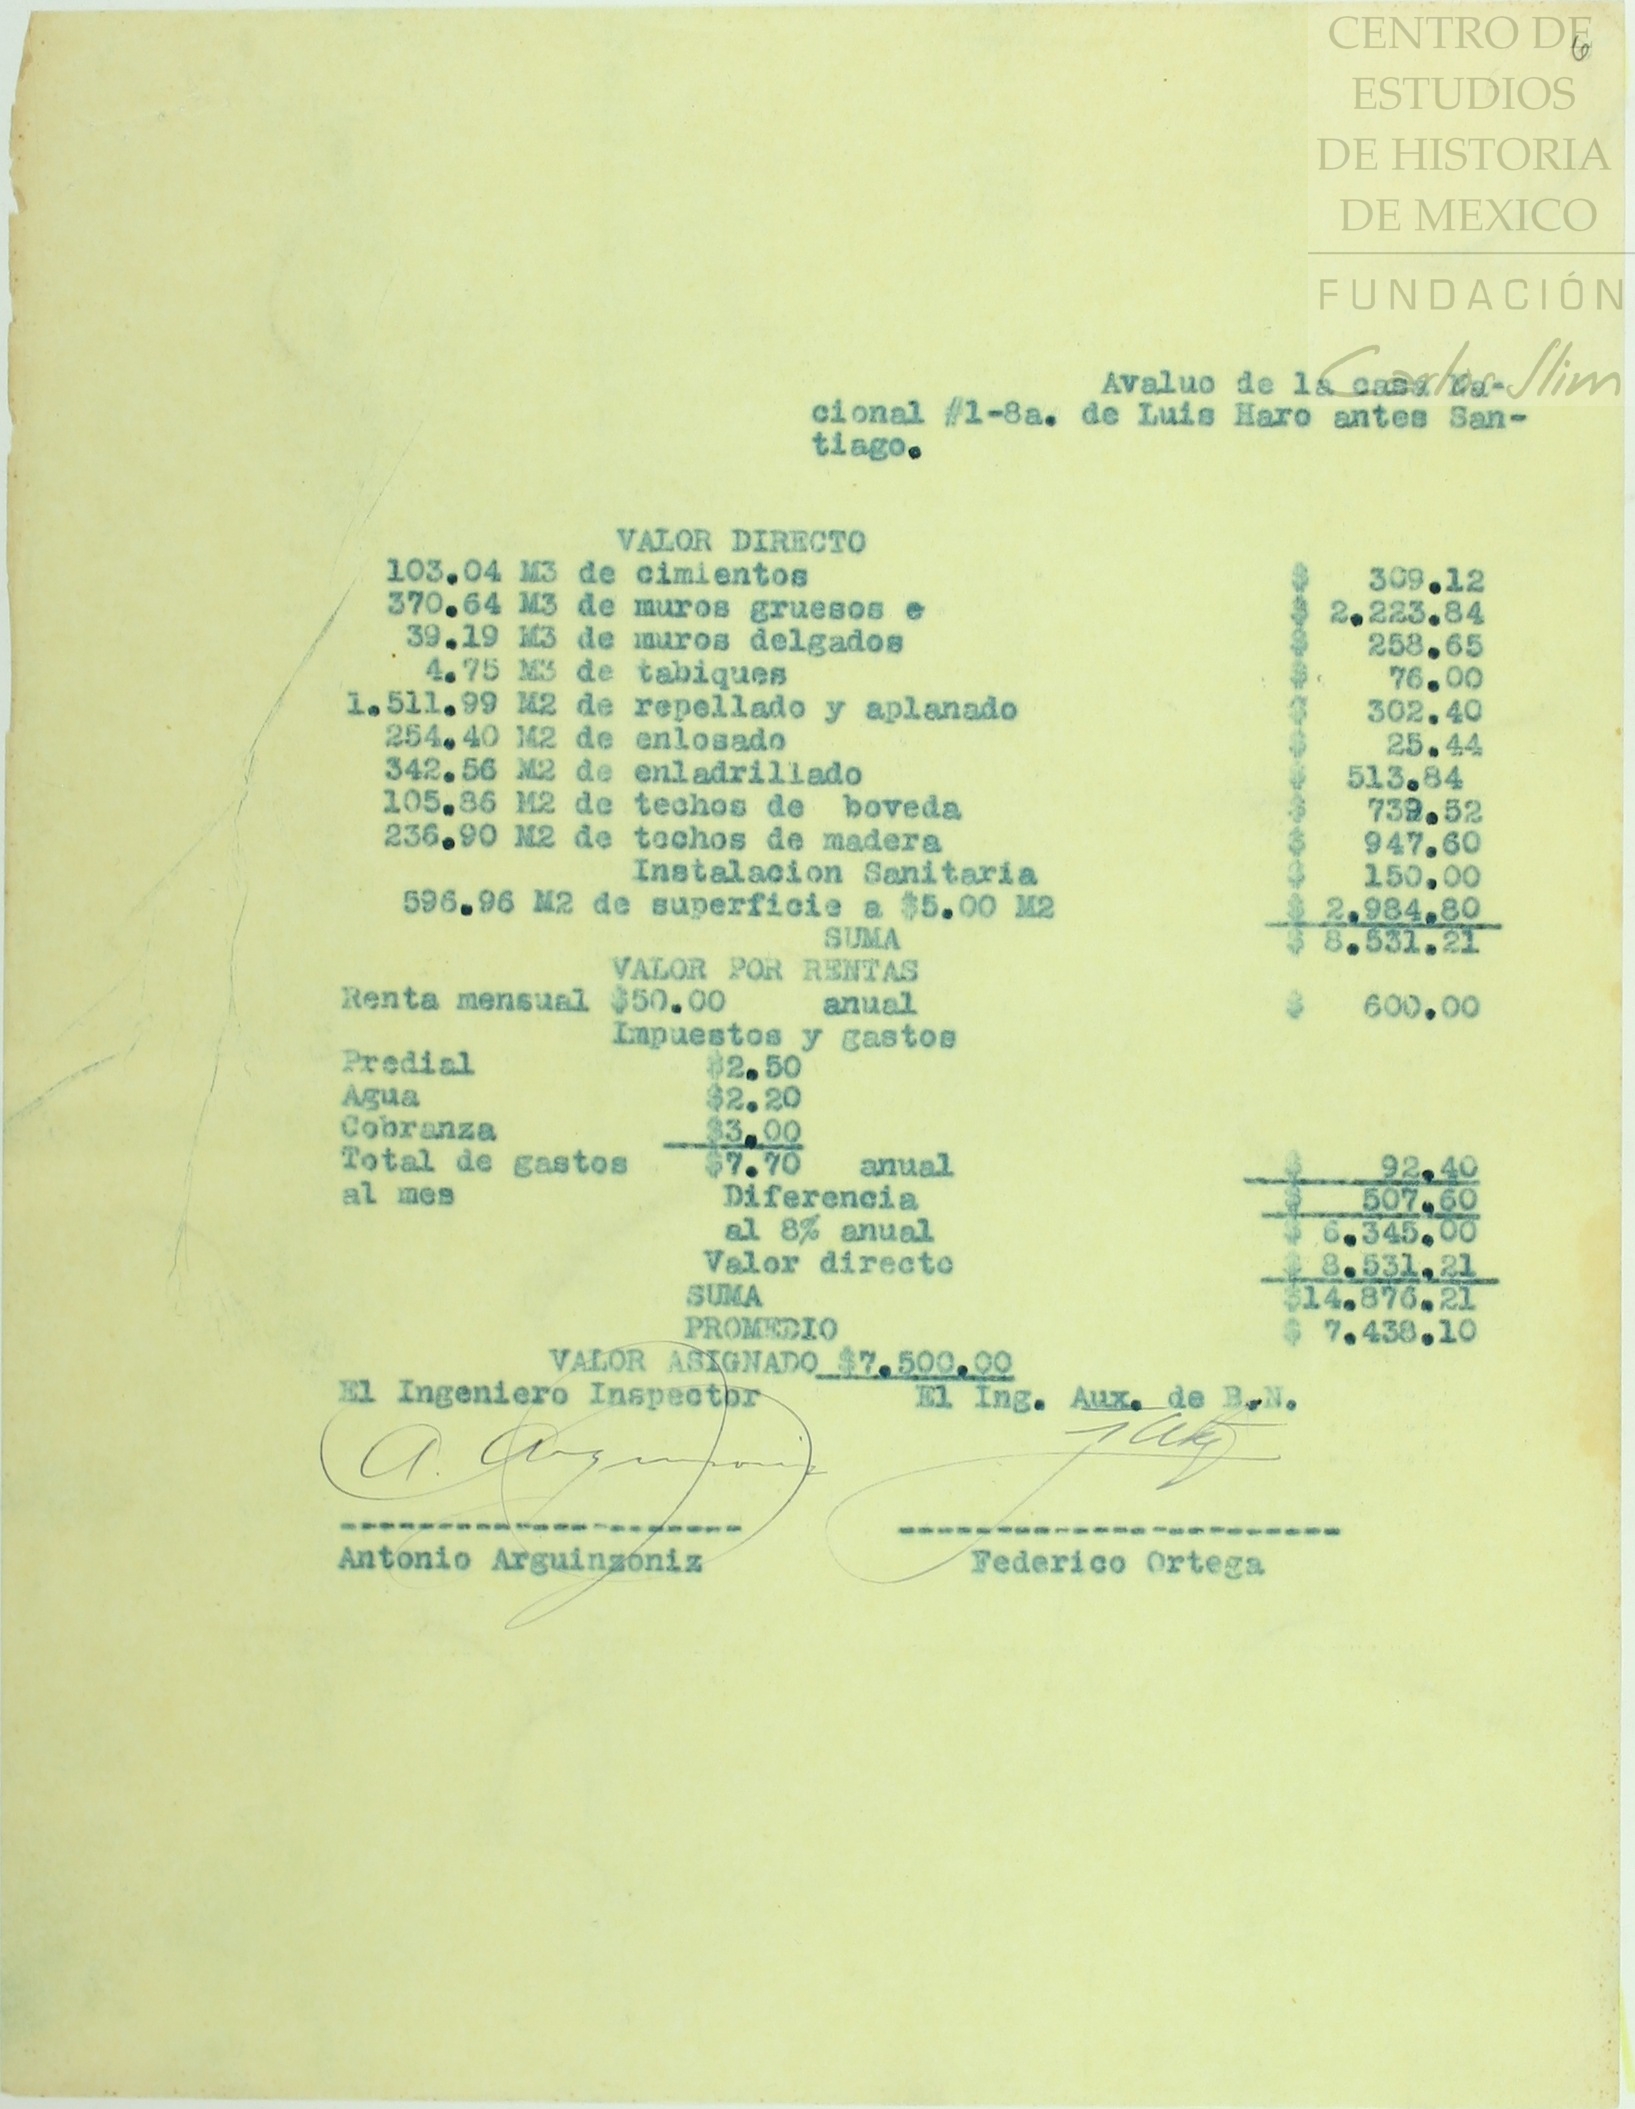 CENTRO DE
ESTUDIOS
DE HISTORIA
DE MEXICO
FUNDACIÓN
Carlos Slim
6
Avaluo de la casa Na-
cional #1-8a. de Luis Haro antes San-
tiago.
VALOR DIRECTO
103.04 M3 de cimientos $ 309.12
370.64 M3 de muros gruesos e $ 2.223.84
39.19 M3 de muros delgados $ 258.65
4.75 M3 de tabiques $ 76.00
1.511.99 M2 de repellado y aplanado $ 302.40
254.40 M2 de enlosado $ 25.44
342.56 M2 de enladrillado $ 513.84
105.86 M2 de techos de boveda $ 739.52
236.90 M2 de techos de madera $ 947.60
Instalacion Sanitaria $ 150.00
596.96 M2 de superficie a $5.00 M2 $ 2.984.80
SUMA $ 8.531.21
VALOR POR RENTAS
Renta mensual $50.00 anual $ 600.00
Impuestos y gastos
Predial $2.50
Agua $2.20
Cobranza $3.00
Total de gastos $7.70 anual $ 92.40
al mes Diferencia $ 507.60
al 8% anual $ 6.345.00
Valor directo $ 8.531.21
SUMA $14.876.21
PROMEDIO $ 7.438.10
VALOR ASIGNADO $7.500.00
El Ingeniero Inspector El Ing. Aux. de B.N.
Antonio Arguinzoniz Federico Ortega